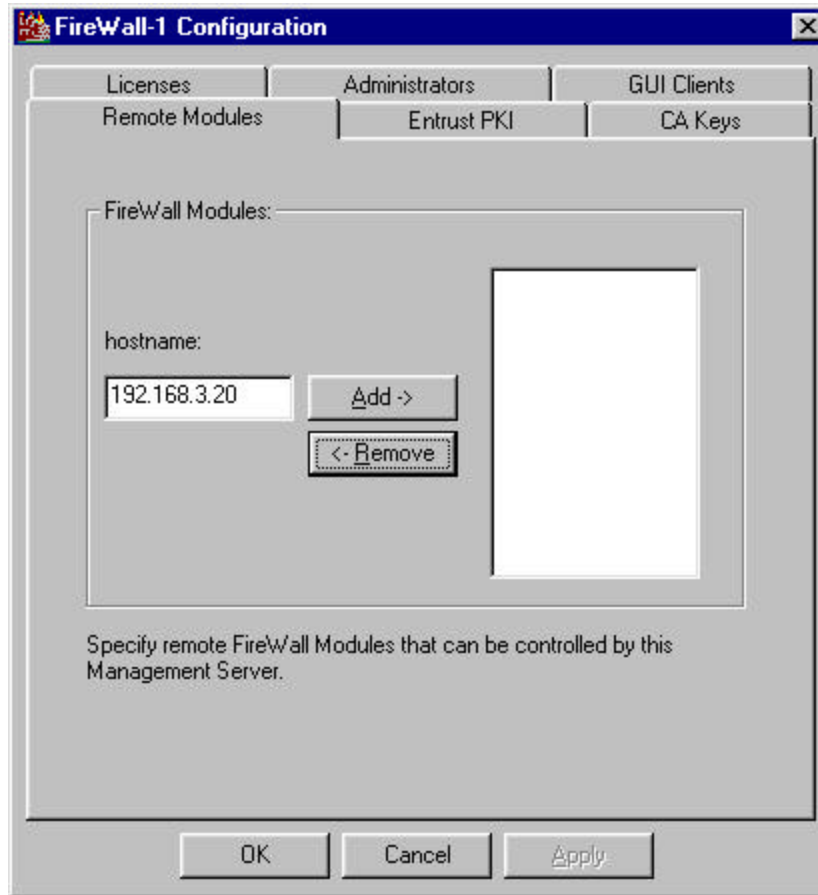 FireWall-1 Configuration
Licenses
Administrators
GUI Clients
Remote Modules
Entrust PKI
CA Keys
FireWall Modules:
hostname:
192.168.3.20
Add ->
<- Remove
Specify remote FireWall Modules that can be controlled by this
Management Server.
OK
Cancel
Apply